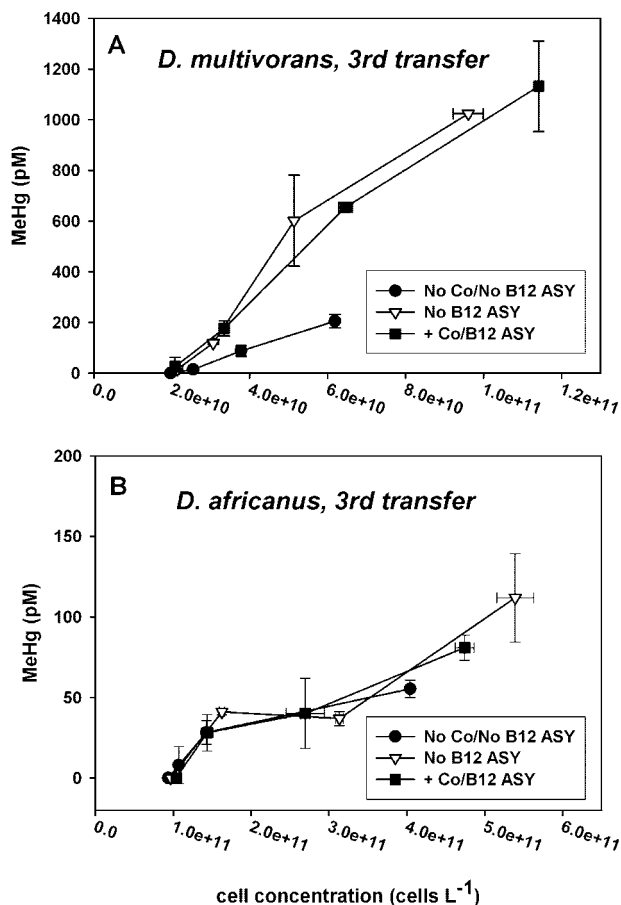 A
D. multivorans, 3rd transfer
MeHg (pM)
1400
1200
1000
800
600
400
200
0
No Co/No B12 ASY
No B12 ASY
+ Co/B12 ASY
0.0 2.0e+10 4.0e+10 6.0e+10 8.0e+10 1.0e+11 1.2e+11
B
D. africanus, 3rd transfer
MeHg (pM)
200
150
100
50
0
No Co/No B12 ASY
No B12 ASY
+ Co/B12 ASY
0.0 1.0e+11 2.0e+11 3.0e+11 4.0e+11 5.0e+11 6.0e+11
cell concentration (cells L⁻¹)